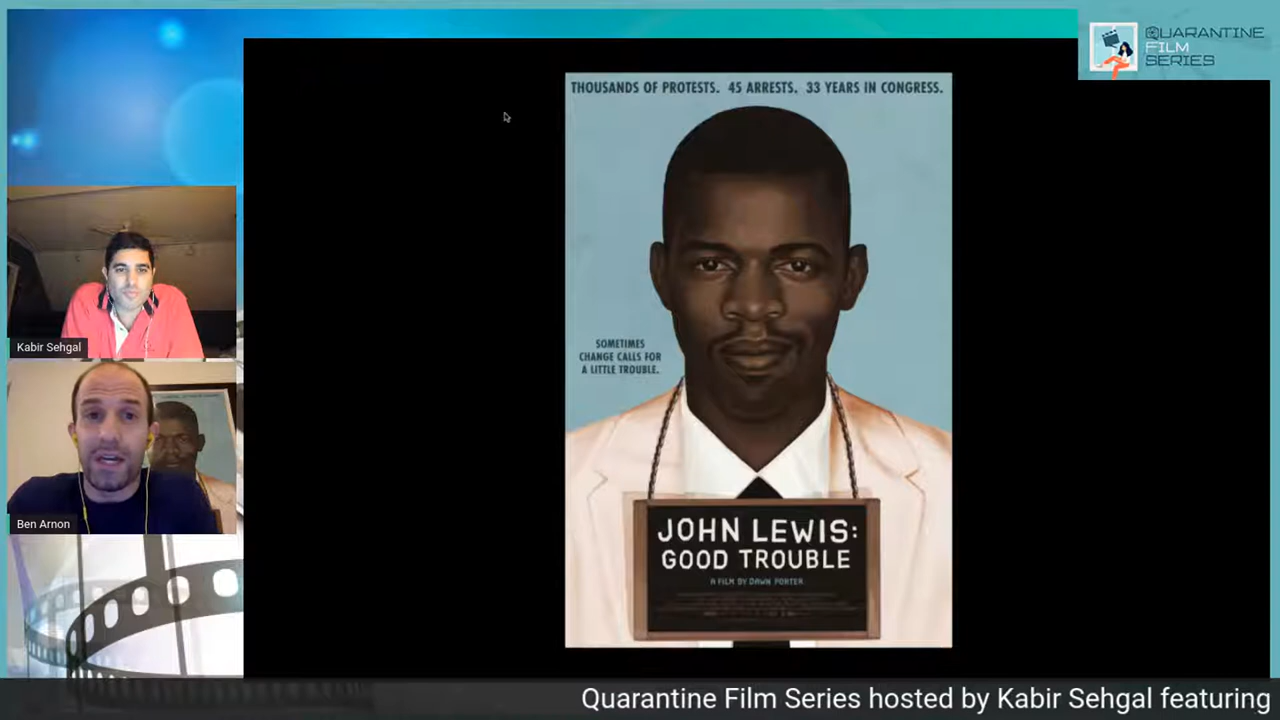 QUARANTINE
FILM
SERIES
THOUSANDS OF PROTESTS. 45 ARRESTS. 33 YEARS IN CONGRESS.
SOMETIMES
CHANGE CALLS FOR
A LITTLE TROUBLE.
JOHN LEWIS:
GOOD TROUBLE
A FILM BY DAWN PORTER
Kabir Sehgal
Ben Arnon
Quarantine Film Series hosted by Kabir Sehgal featuring